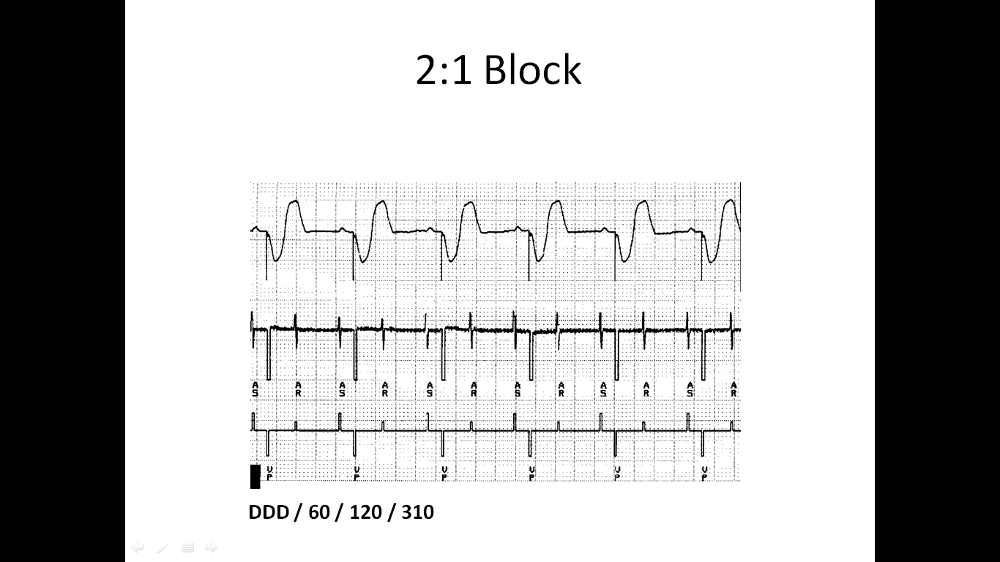 2:1 Block
A A A A A A A A A A A A
S R S R S R S R S R S R
V V V V V V
P P P P P P
DDD / 60 / 120 / 310